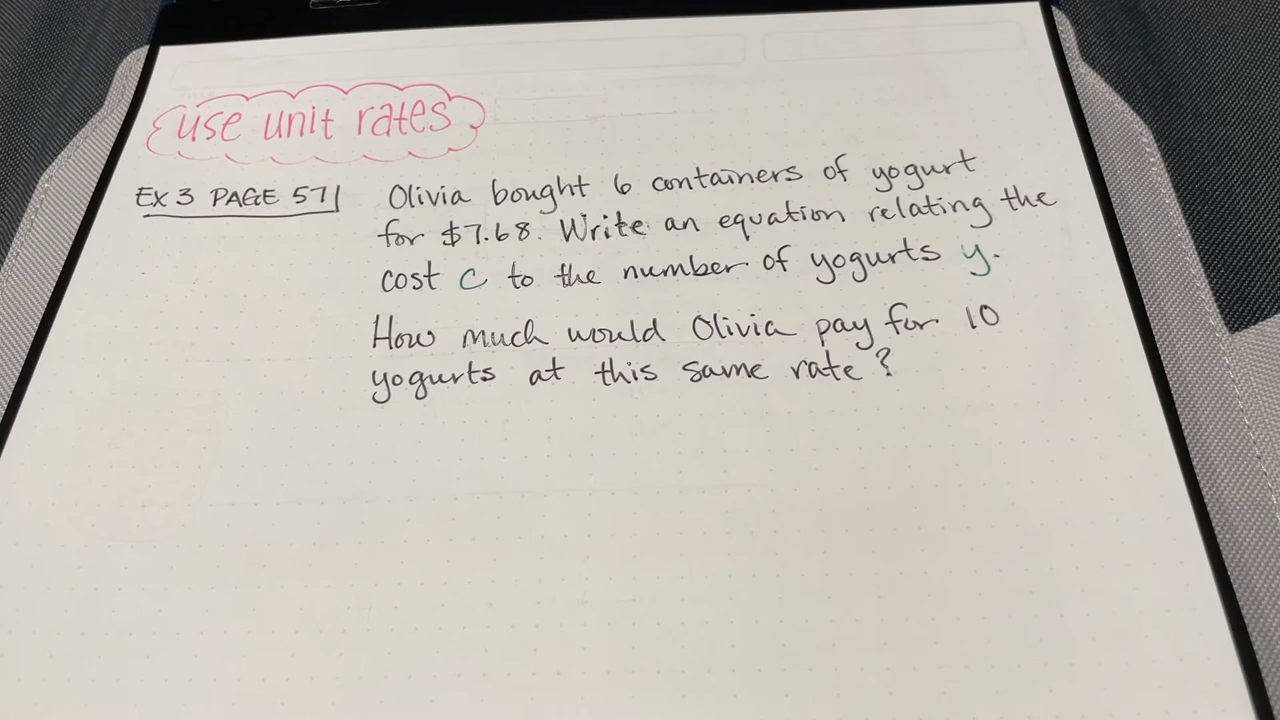 use unit rates
EX 3 PAGE 571 Olivia bought 6 containers of yogurt
for $7.68. Write an equation relating the
cost c to the number of yogurts y.
How much would Olivia pay for 10
yogurts at this same rate?